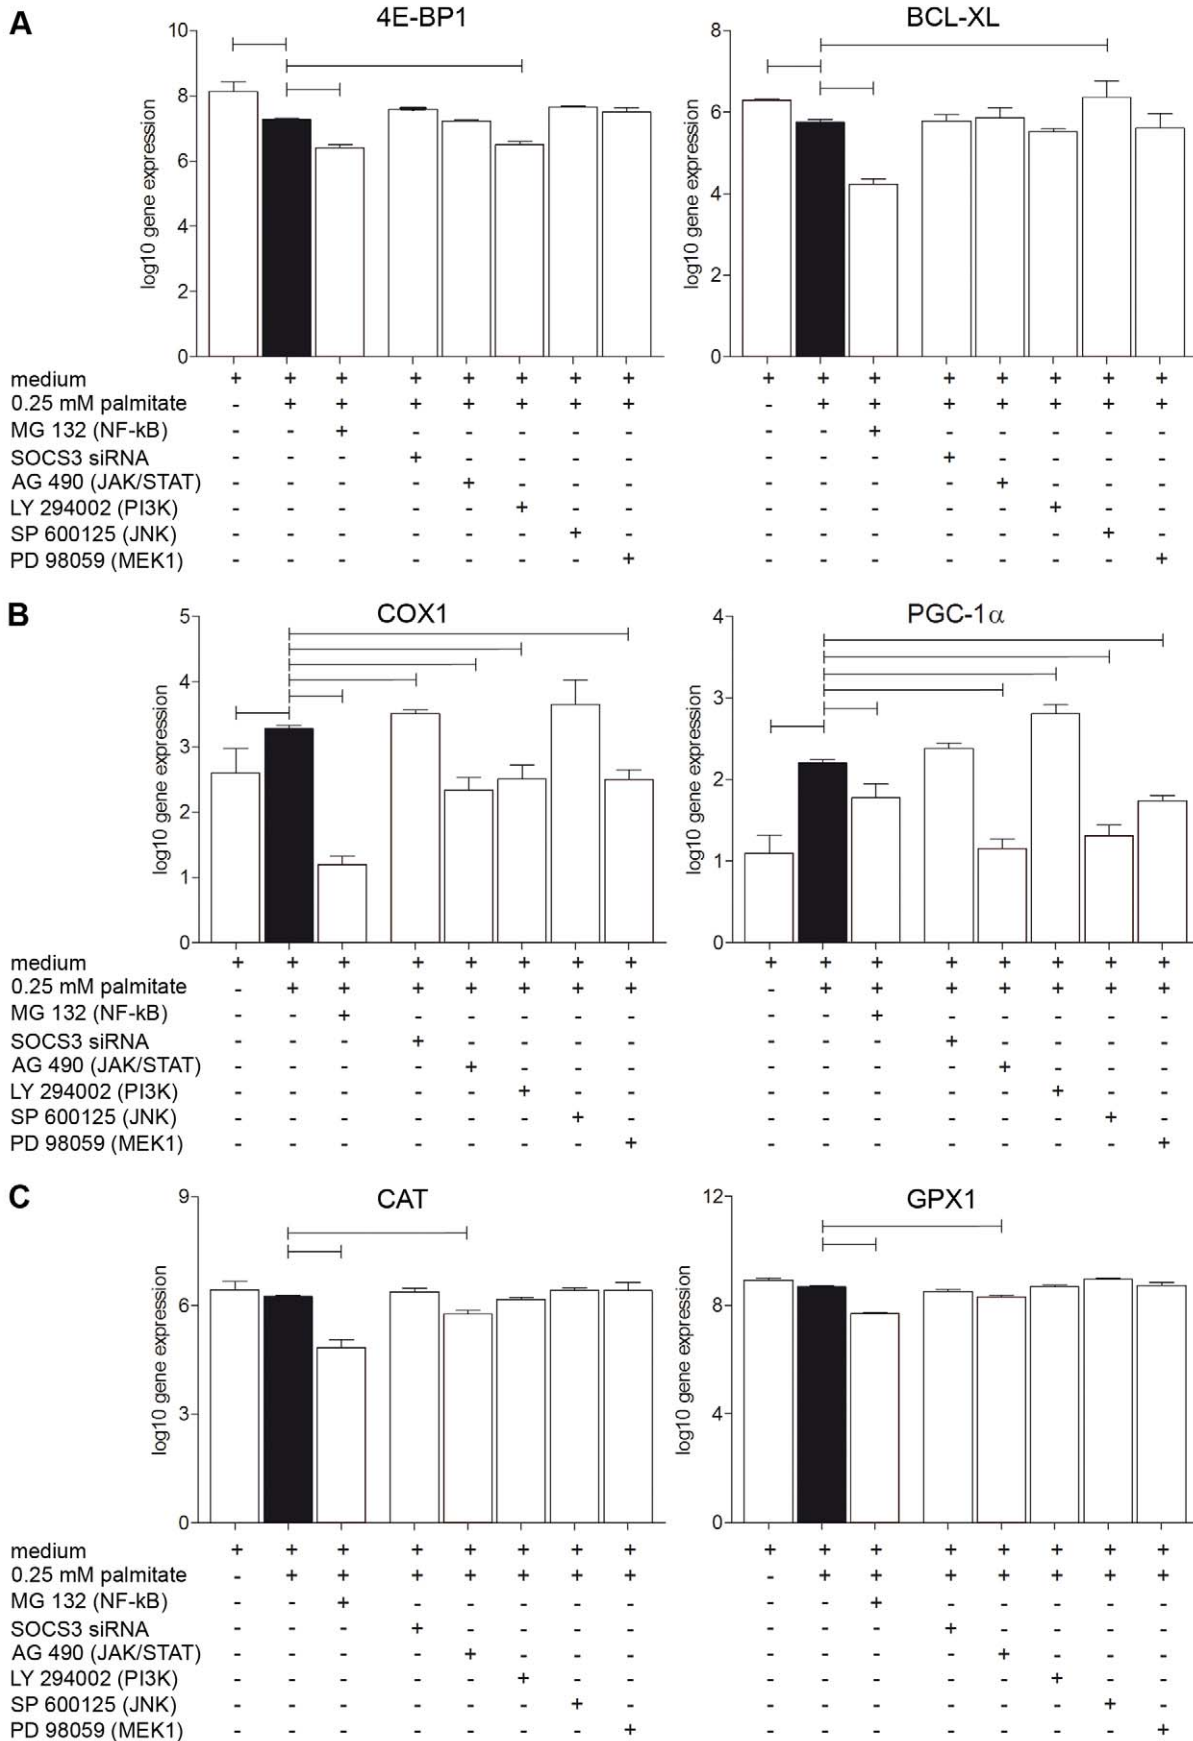 A
4E-BP1
BCL-XL
log10 gene expression
10
8
6
4
2
0
log10 gene expression
8
6
4
2
0
medium + + + + + + + + + + + + + + + +
0.25 mM palmitate - + + + + + + + - + + + + + + +
MG 132 (NF-kB) - - + - - - - - - - + - - - - -
SOCS3 siRNA - - - + - - - - - - - + - - - -
AG 490 (JAK/STAT) - - - - + - - - - - - - + - - -
LY 294002 (PI3K) - - - - - + - - - - - - - + - -
SP 600125 (JNK) - - - - - - + - - - - - - - + -
PD 98059 (MEK1) - - - - - - - + - - - - - - - +
B
COX1
PGC-1α
log10 gene expression
5
4
3
2
1
0
log10 gene expression
4
3
2
1
0
medium + + + + + + + + + + + + + + + +
0.25 mM palmitate - + + + + + + + - + + + + + + +
MG 132 (NF-kB) - - + - - - - - - - + - - - - -
SOCS3 siRNA - - - + - - - - - - - + - - - -
AG 490 (JAK/STAT) - - - - + - - - - - - - + - - -
LY 294002 (PI3K) - - - - - + - - - - - - - + - -
SP 600125 (JNK) - - - - - - + - - - - - - - + -
PD 98059 (MEK1) - - - - - - - + - - - - - - - +
C
CAT
GPX1
log10 gene expression
9
6
3
0
log10 gene expression
12
8
4
0
medium + + + + + + + + + + + + + + + +
0.25 mM palmitate - + + + + + + + - + + + + + + +
MG 132 (NF-kB) - - + - - - - - - - + - - - - -
SOCS3 siRNA - - - + - - - - - - - + - - - -
AG 490 (JAK/STAT) - - - - + - - - - - - - + - - -
LY 294002 (PI3K) - - - - - + - - - - - - - + - -
SP 600125 (JNK) - - - - - - + - - - - - - - + -
PD 98059 (MEK1) - - - - - - - + - - - - - - - +